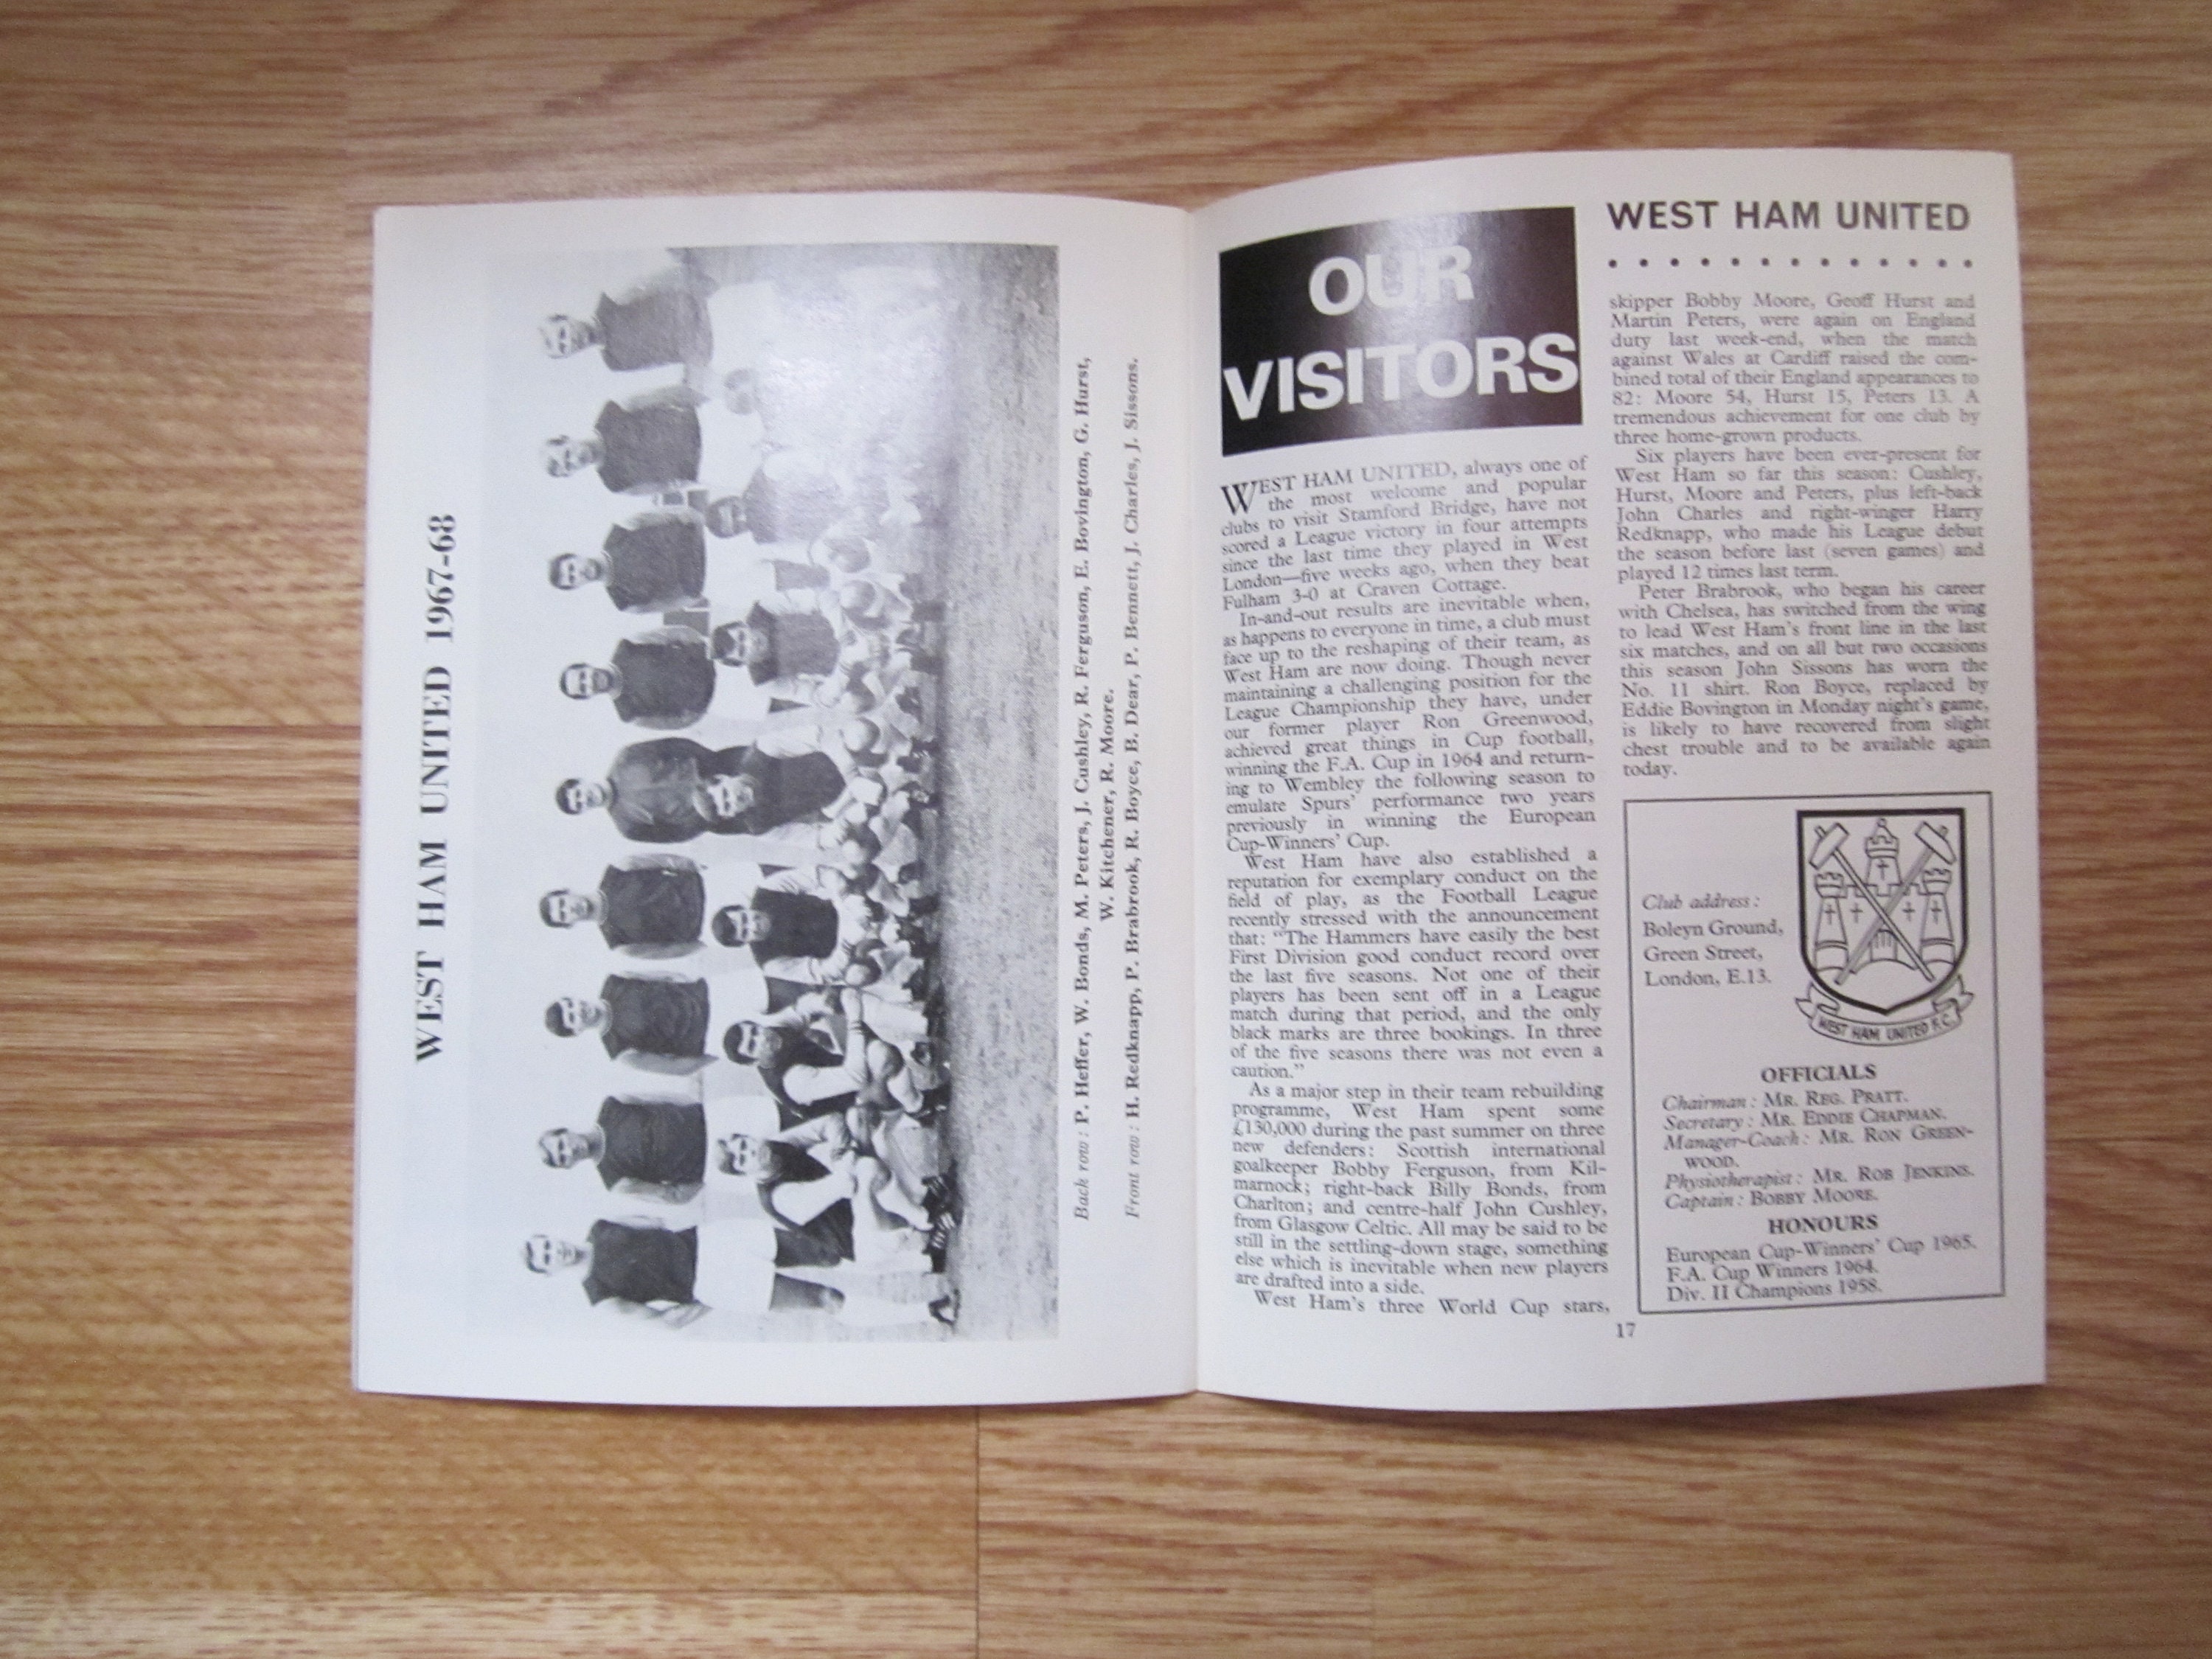 WEST HAM UNITED 1967-68
Back row: P. Heffer, W. Bonds, M. Peters, J. Cushley, R. Ferguson, E. Bovington, G. Hurst,
W. Kitchener, R. Moore.
Front row: H. Redknapp, P. Brabrook, R. Boyce, B. Dear, P. Bennett, J. Charles, J. Sissons.
OUR
VISITORS
WEST HAM UNITED, always one of
the most welcome and popular
clubs to visit Stamford Bridge, have not
scored a League victory in four attempts
since the last time they played in West
London—five weeks ago, when they beat
Fulham 3-0 at Craven Cottage.
In-and-out results are inevitable when,
as happens to everyone in time, a club must
face up to the reshaping of their team, as
West Ham are now doing. Though never
maintaining a challenging position for the
League Championship they have, under
our former player Ron Greenwood,
achieved great things in Cup football,
winning the F.A. Cup in 1964 and return-
ing to Wembley the following season to
emulate Spurs' performance two years
previously in winning the European
Cup-Winners' Cup.
West Ham have also established a
reputation for exemplary conduct on the
field of play, as the Football League
recently stressed with the announcement
that: "The Hammers have easily the best
First Division good conduct record over
the last five seasons. Not one of their
players has been sent off in a League
match during that period, and the only
black marks are three bookings. In three
of the five seasons there was not even a
caution."
As a major step in their team rebuilding
programme, West Ham spent some
£130,000 during the past summer on three
new defenders: Scottish international
goalkeeper Bobby Ferguson, from Kil-
marnock; right-back Billy Bonds, from
Charlton; and centre-half John Cushley,
from Glasgow Celtic. All may be said to be
still in the settling-down stage, something
else which is inevitable when new players
are drafted into a side.
West Ham's three World Cup stars,
WEST HAM UNITED
skipper Bobby Moore, Geoff Hurst and
Martin Peters, were again on England
duty last week-end, when the match
against Wales at Cardiff raised the com-
bined total of their England appearances to
82: Moore 54, Hurst 15, Peters 13. A
tremendous achievement for one club by
three home-grown products.
Six players have been ever-present for
West Ham so far this season: Cushley,
Hurst, Moore and Peters, plus left-back
John Charles and right-winger Harry
Redknapp, who made his League debut
the season before last (seven games) and
played 12 times last term.
Peter Brabrook, who began his career
with Chelsea, has switched from the wing
to lead West Ham's front line in the last
six matches, and on all but two occasions
this season John Sissons has worn the
No. 11 shirt. Ron Boyce, replaced by
Eddie Bovington in Monday night's game,
is likely to have recovered from slight
chest trouble and to be available again
today.
Club address:
Boleyn Ground,
Green Street,
London, E.13.
WEST HAM UNITED F.C.
OFFICIALS
Chairman: MR. REG. PRATT.
Secretary: MR. EDDIE CHAPMAN.
Manager-Coach: MR. RON GREEN-
WOOD.
Physiotherapist: MR. ROB JENKINS.
Captain: BOBBY MOORE.
HONOURS
European Cup-Winners' Cup 1965.
F.A. Cup Winners 1964.
Div. II Champions 1958.
17